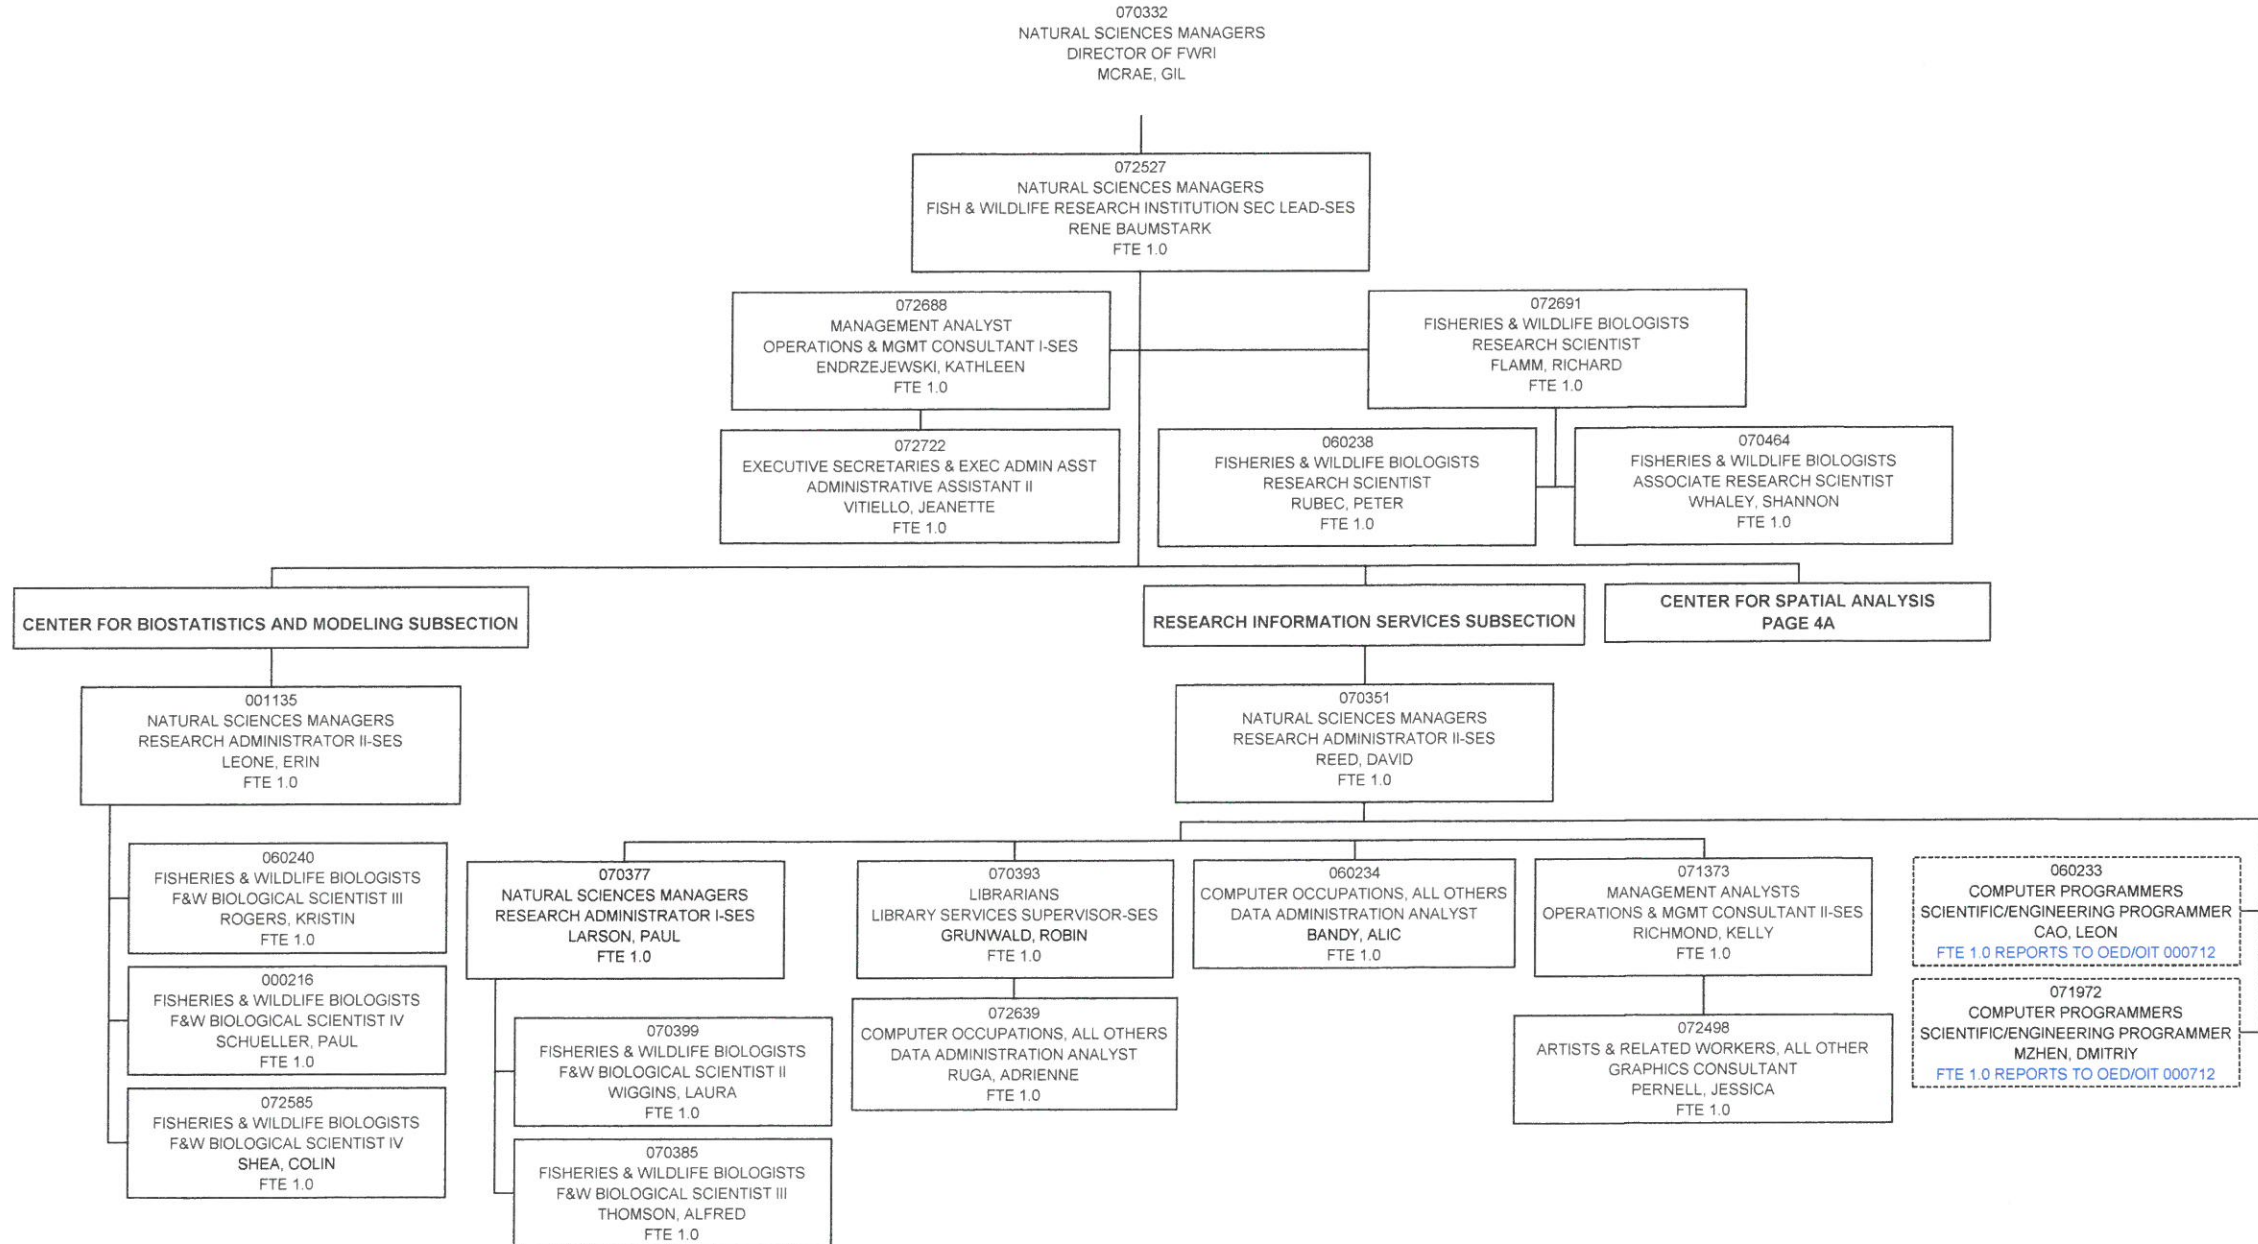 070332
NATURAL SCIENCES MANAGERS
DIRECTOR OF FWRI
MCRAE, GIL
072527
NATURAL SCIENCES MANAGERS
FISH & WILDLIFE RESEARCH INSTITUTION SEC LEAD-SES
RENE BAUMSTARK
FTE 1.0
072688
MANAGEMENT ANALYST
OPERATIONS & MGMT CONSULTANT I-SES
ENDRZEJEWSKI, KATHLEEN
FTE 1.0
072691
FISHERIES & WILDLIFE BIOLOGISTS
RESEARCH SCIENTIST
FLAMM, RICHARD
FTE 1.0
072722
EXECUTIVE SECRETARIES & EXEC ADMIN ASST
ADMINISTRATIVE ASSISTANT II
VITIELLO, JEANETTE
FTE 1.0
060238
FISHERIES & WILDLIFE BIOLOGISTS
RESEARCH SCIENTIST
RUBEC, PETER
FTE 1.0
070464
FISHERIES & WILDLIFE BIOLOGISTS
ASSOCIATE RESEARCH SCIENTIST
WHALEY, SHANNON
FTE 1.0
CENTER FOR BIOSTATISTICS AND MODELING SUBSECTION
RESEARCH INFORMATION SERVICES SUBSECTION
CENTER FOR SPATIAL ANALYSIS
PAGE 4A
001135
NATURAL SCIENCES MANAGERS
RESEARCH ADMINISTRATOR II-SES
LEONE, ERIN
FTE 1.0
070351
NATURAL SCIENCES MANAGERS
RESEARCH ADMINISTRATOR II-SES
REED, DAVID
FTE 1.0
060240
FISHERIES & WILDLIFE BIOLOGISTS
F&W BIOLOGICAL SCIENTIST III
ROGERS, KRISTIN
FTE 1.0
000216
FISHERIES & WILDLIFE BIOLOGISTS
F&W BIOLOGICAL SCIENTIST IV
SCHUELLER, PAUL
FTE 1.0
072585
FISHERIES & WILDLIFE BIOLOGISTS
F&W BIOLOGICAL SCIENTIST IV
SHEA, COLIN
FTE 1.0
070377
NATURAL SCIENCES MANAGERS
RESEARCH ADMINISTRATOR I-SES
LARSON, PAUL
FTE 1.0
070399
FISHERIES & WILDLIFE BIOLOGISTS
F&W BIOLOGICAL SCIENTIST II
WIGGINS, LAURA
FTE 1.0
070385
FISHERIES & WILDLIFE BIOLOGISTS
F&W BIOLOGICAL SCIENTIST III
THOMSON, ALFRED
FTE 1.0
070393
LIBRARIANS
LIBRARY SERVICES SUPERVISOR-SES
GRUNWALD, ROBIN
FTE 1.0
072639
COMPUTER OCCUPATIONS, ALL OTHERS
DATA ADMINISTRATION ANALYST
RUGA, ADRIENNE
FTE 1.0
060234
COMPUTER OCCUPATIONS, ALL OTHERS
DATA ADMINISTRATION ANALYST
BANDY, ALIC
FTE 1.0
071373
MANAGEMENT ANALYSTS
OPERATIONS & MGMT CONSULTANT II-SES
RICHMOND, KELLY
FTE 1.0
072498
ARTISTS & RELATED WORKERS, ALL OTHER
GRAPHICS CONSULTANT
PERNELL, JESSICA
FTE 1.0
060233
COMPUTER PROGRAMMERS
SCIENTIFIC/ENGINEERING PROGRAMMER
CAO, LEON
FTE 1.0 REPORTS TO OED/OIT 000712
071972
COMPUTER PROGRAMMERS
SCIENTIFIC/ENGINEERING PROGRAMMER
MZHEN, DMITRIY
FTE 1.0 REPORTS TO OED/OIT 000712